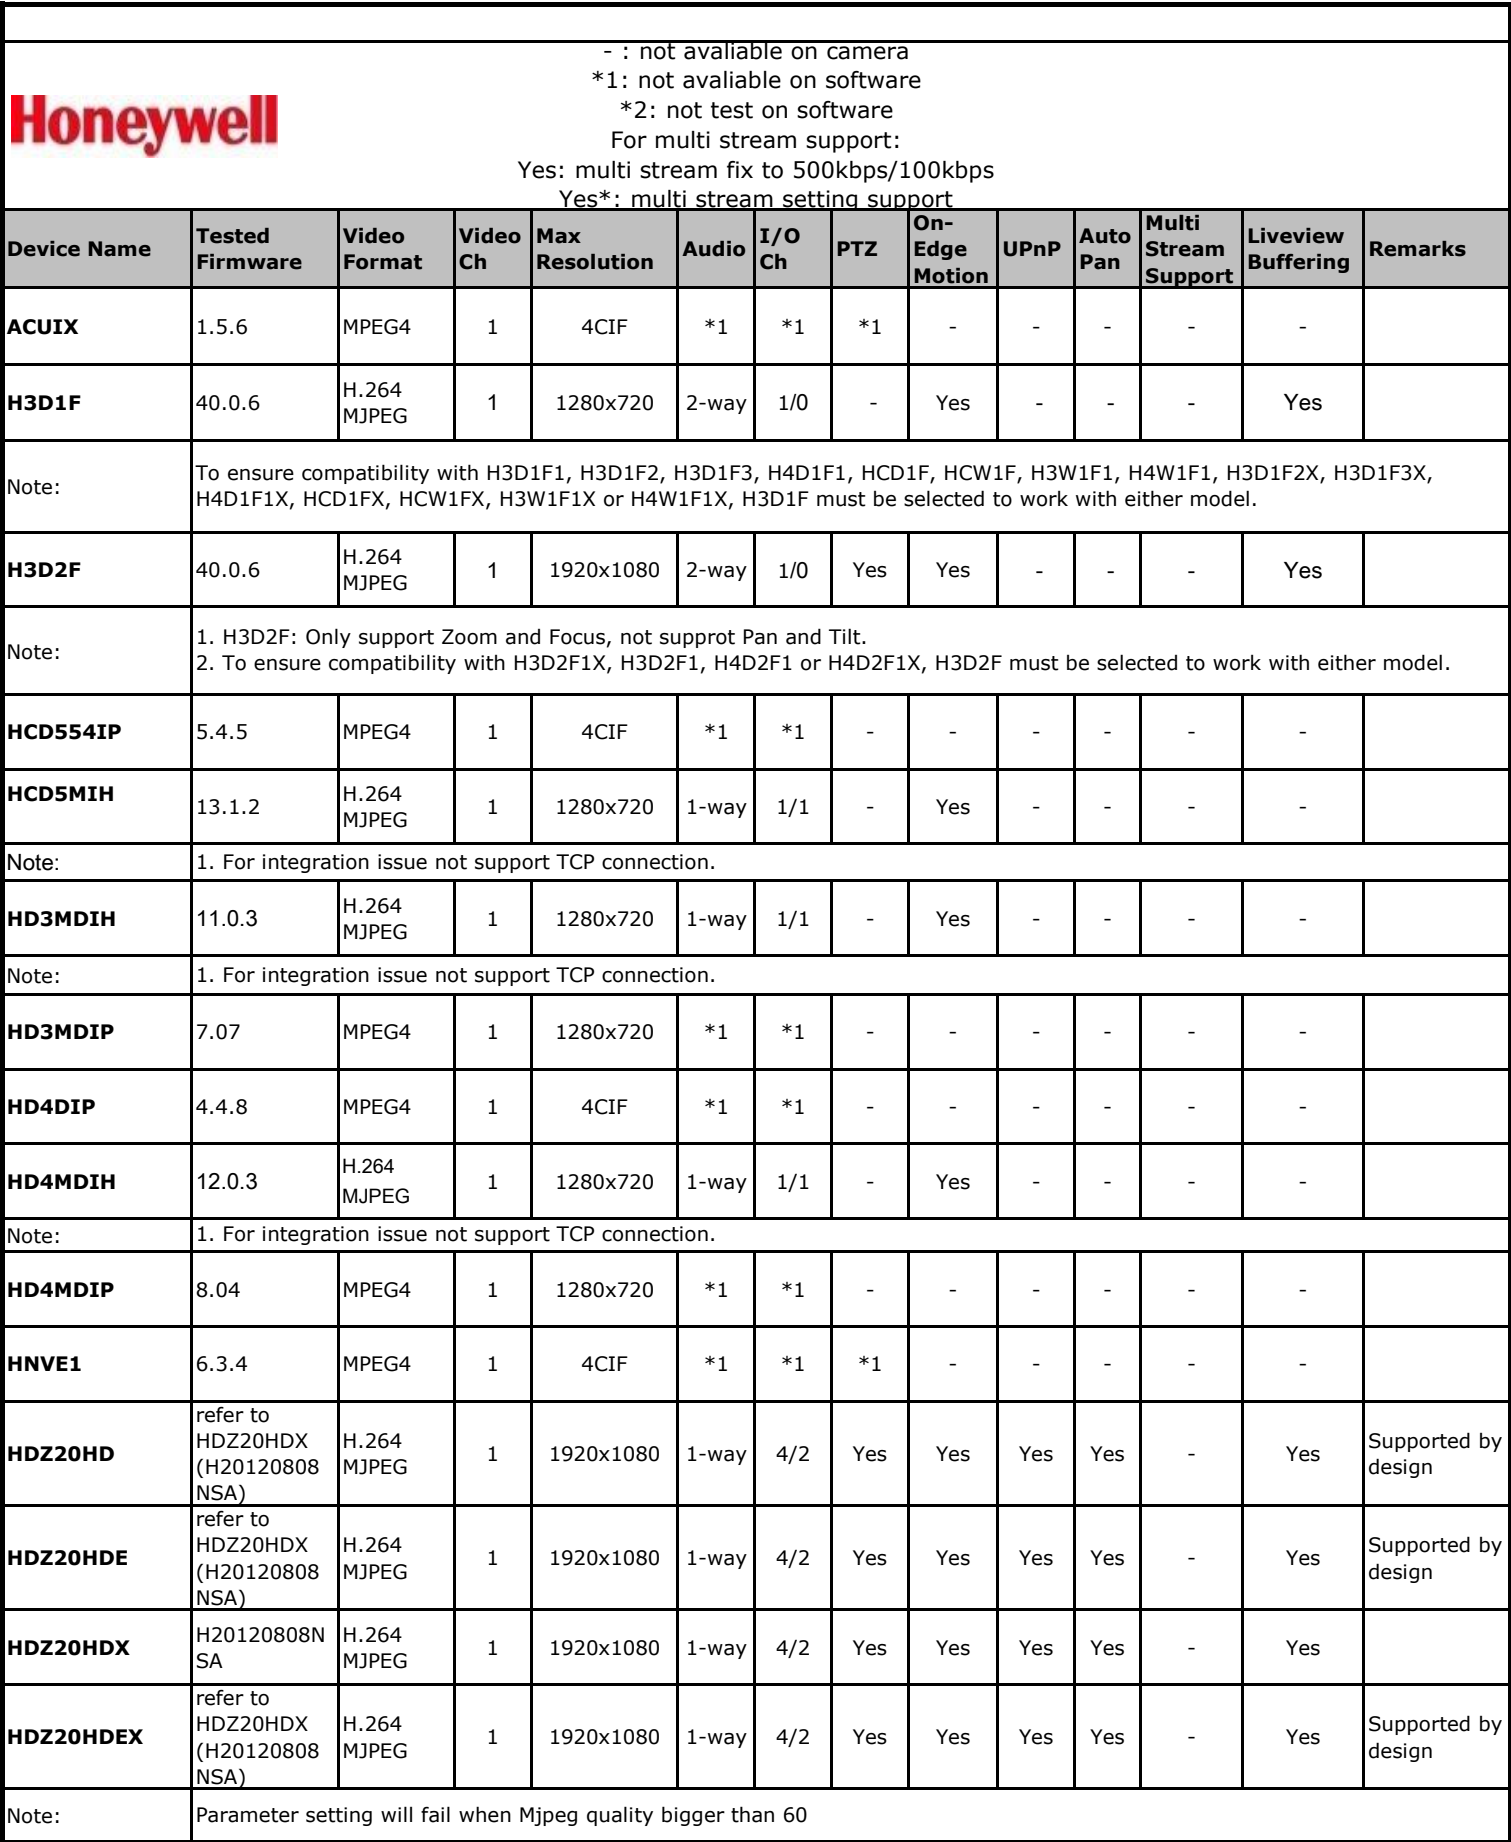 Honeywell
- : not avaliable on camera
*1: not avaliable on software
*2: not test on software
For multi stream support:
Yes: multi stream fix to 500kbps/100kbps
Yes*: multi stream setting support
Device Name Tested Firmware Video Format Video Ch Max Resolution Audio I/O Ch PTZ On-Edge Motion UPnP Auto Pan Multi Stream Support Liveview Buffering Remarks
ACUIX 1.5.6 MPEG4 1 4CIF *1 *1 *1 - - - - -
H3D1F 40.0.6 H.264 MJPEG 1 1280x720 2-way 1/0 - Yes - - - Yes
Note: To ensure compatibility with H3D1F1, H3D1F2, H3D1F3, H4D1F1, HCD1F, HCW1F, H3W1F1, H4W1F1, H3D1F2X, H3D1F3X,
H4D1F1X, HCD1FX, HCW1FX, H3W1F1X or H4W1F1X, H3D1F must be selected to work with either model.
H3D2F 40.0.6 H.264 MJPEG 1 1920x1080 2-way 1/0 Yes Yes - - - Yes
Note: 1. H3D2F: Only support Zoom and Focus, not supprot Pan and Tilt.
2. To ensure compatibility with H3D2F1X, H3D2F1, H4D2F1 or H4D2F1X, H3D2F must be selected to work with either model.
HCD554IP 5.4.5 MPEG4 1 4CIF *1 *1 - - - - - -
HCD5MIH 13.1.2 H.264 MJPEG 1 1280x720 1-way 1/1 - Yes - - - -
Note: 1. For integration issue not support TCP connection.
HD3MDIH 11.0.3 H.264 MJPEG 1 1280x720 1-way 1/1 - Yes - - - -
Note: 1. For integration issue not support TCP connection.
HD3MDIP 7.07 MPEG4 1 1280x720 *1 *1 - - - - - -
HD4DIP 4.4.8 MPEG4 1 4CIF *1 *1 - - - - - -
HD4MDIH 12.0.3 H.264 MJPEG 1 1280x720 1-way 1/1 - Yes - - - -
Note: 1. For integration issue not support TCP connection.
HD4MDIP 8.04 MPEG4 1 1280x720 *1 *1 - - - - - -
HNVE1 6.3.4 MPEG4 1 4CIF *1 *1 *1 - - - - -
HDZ20HD refer to HDZ20HDX (H20120808 NSA) H.264 MJPEG 1 1920x1080 1-way 4/2 Yes Yes Yes Yes - Yes Supported by design
HDZ20HDE refer to HDZ20HDX (H20120808 NSA) H.264 MJPEG 1 1920x1080 1-way 4/2 Yes Yes Yes Yes - Yes Supported by design
HDZ20HDX H20120808N SA H.264 MJPEG 1 1920x1080 1-way 4/2 Yes Yes Yes Yes - Yes
HDZ20HDEX refer to HDZ20HDX (H20120808 NSA) H.264 MJPEG 1 1920x1080 1-way 4/2 Yes Yes Yes Yes - Yes Supported by design
Note: Parameter setting will fail when Mjpeg quality bigger than 60